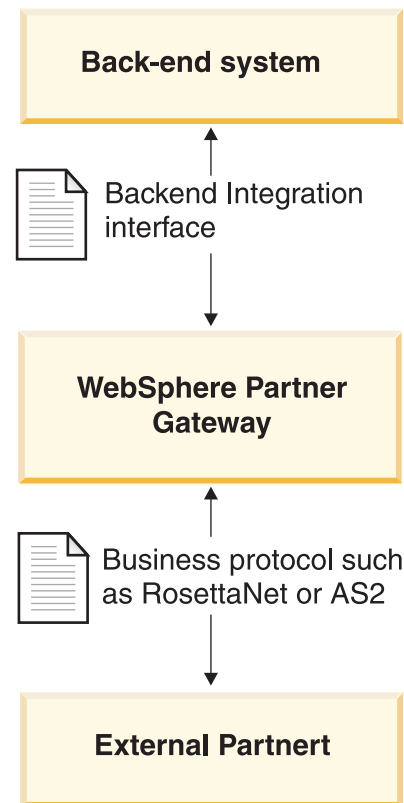 Back-end system
Backend Integration
interface
WebSphere Partner
Gateway
Business protocol such
as RosettaNet or AS2
External Partnert